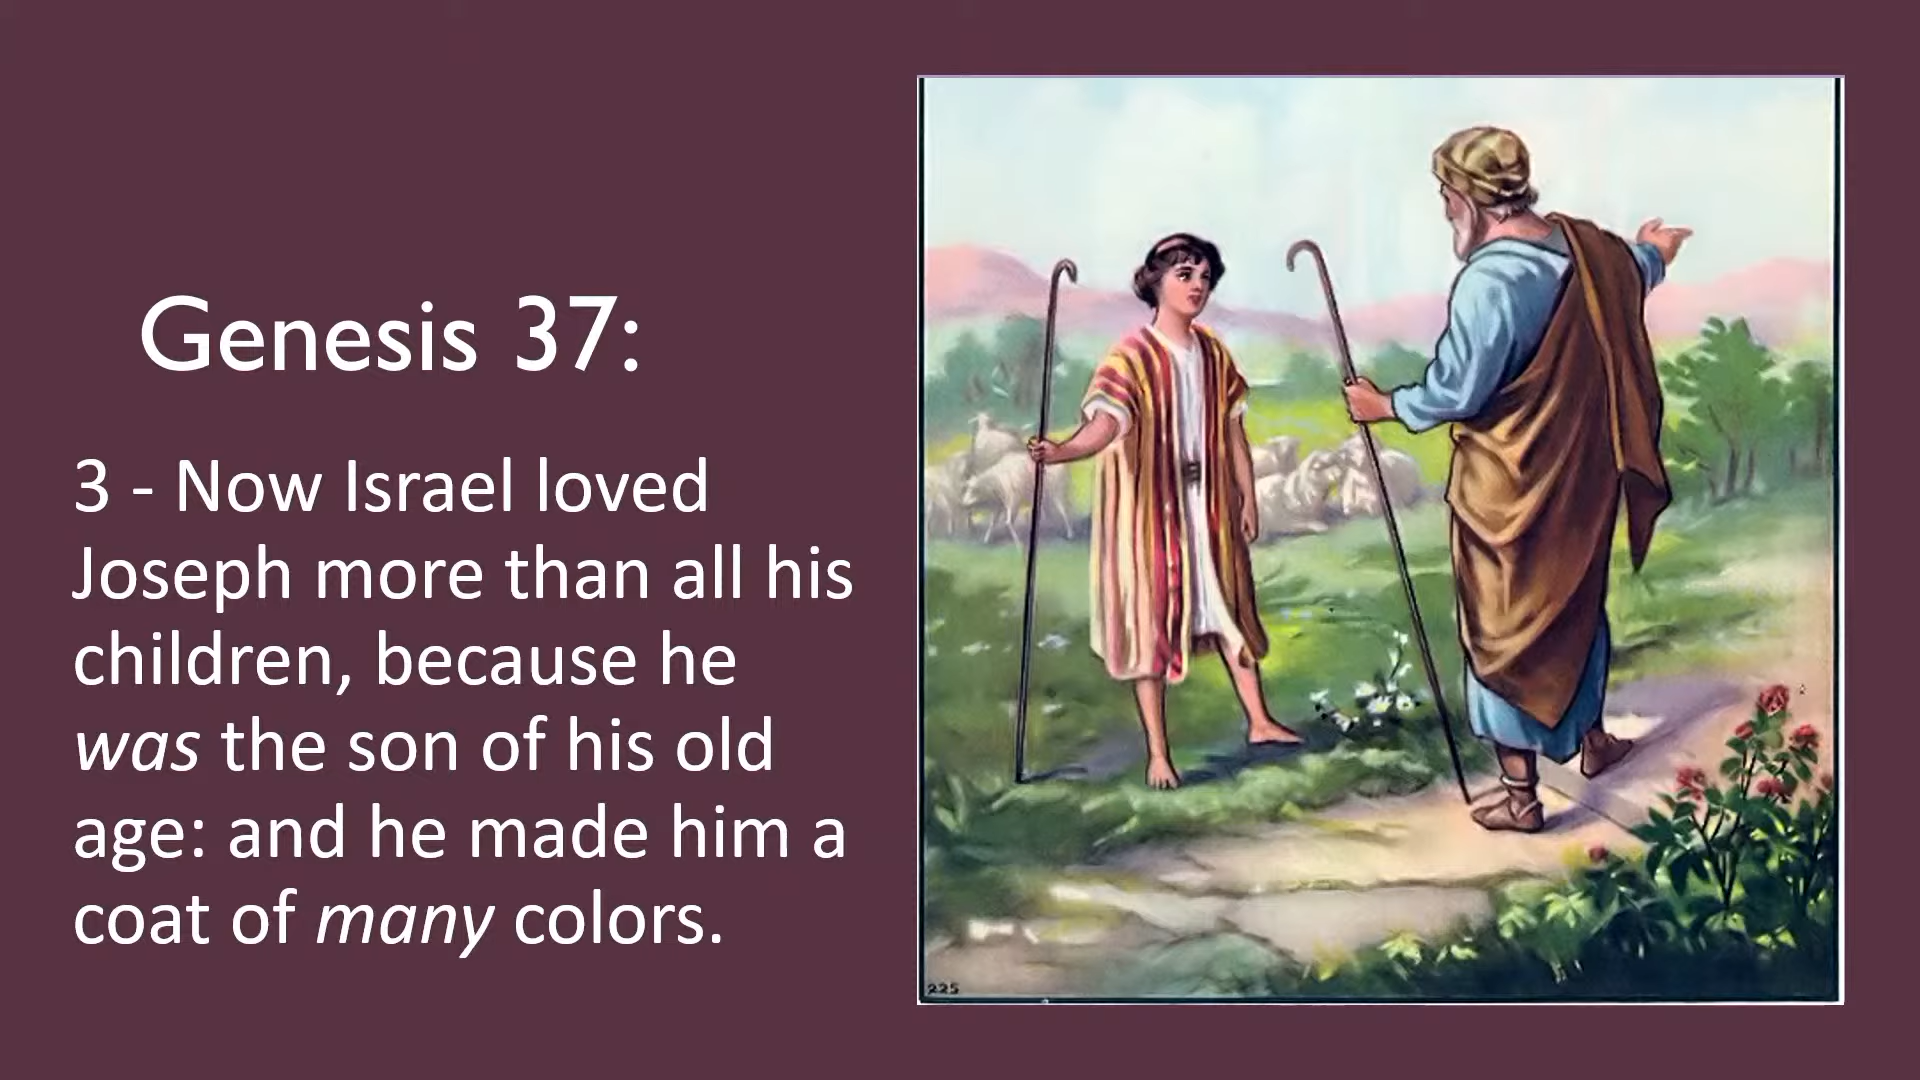 Genesis 37:
3 - Now Israel loved
Joseph more than all his
children, because he
was the son of his old
age: and he made him a
coat of many colors.
225